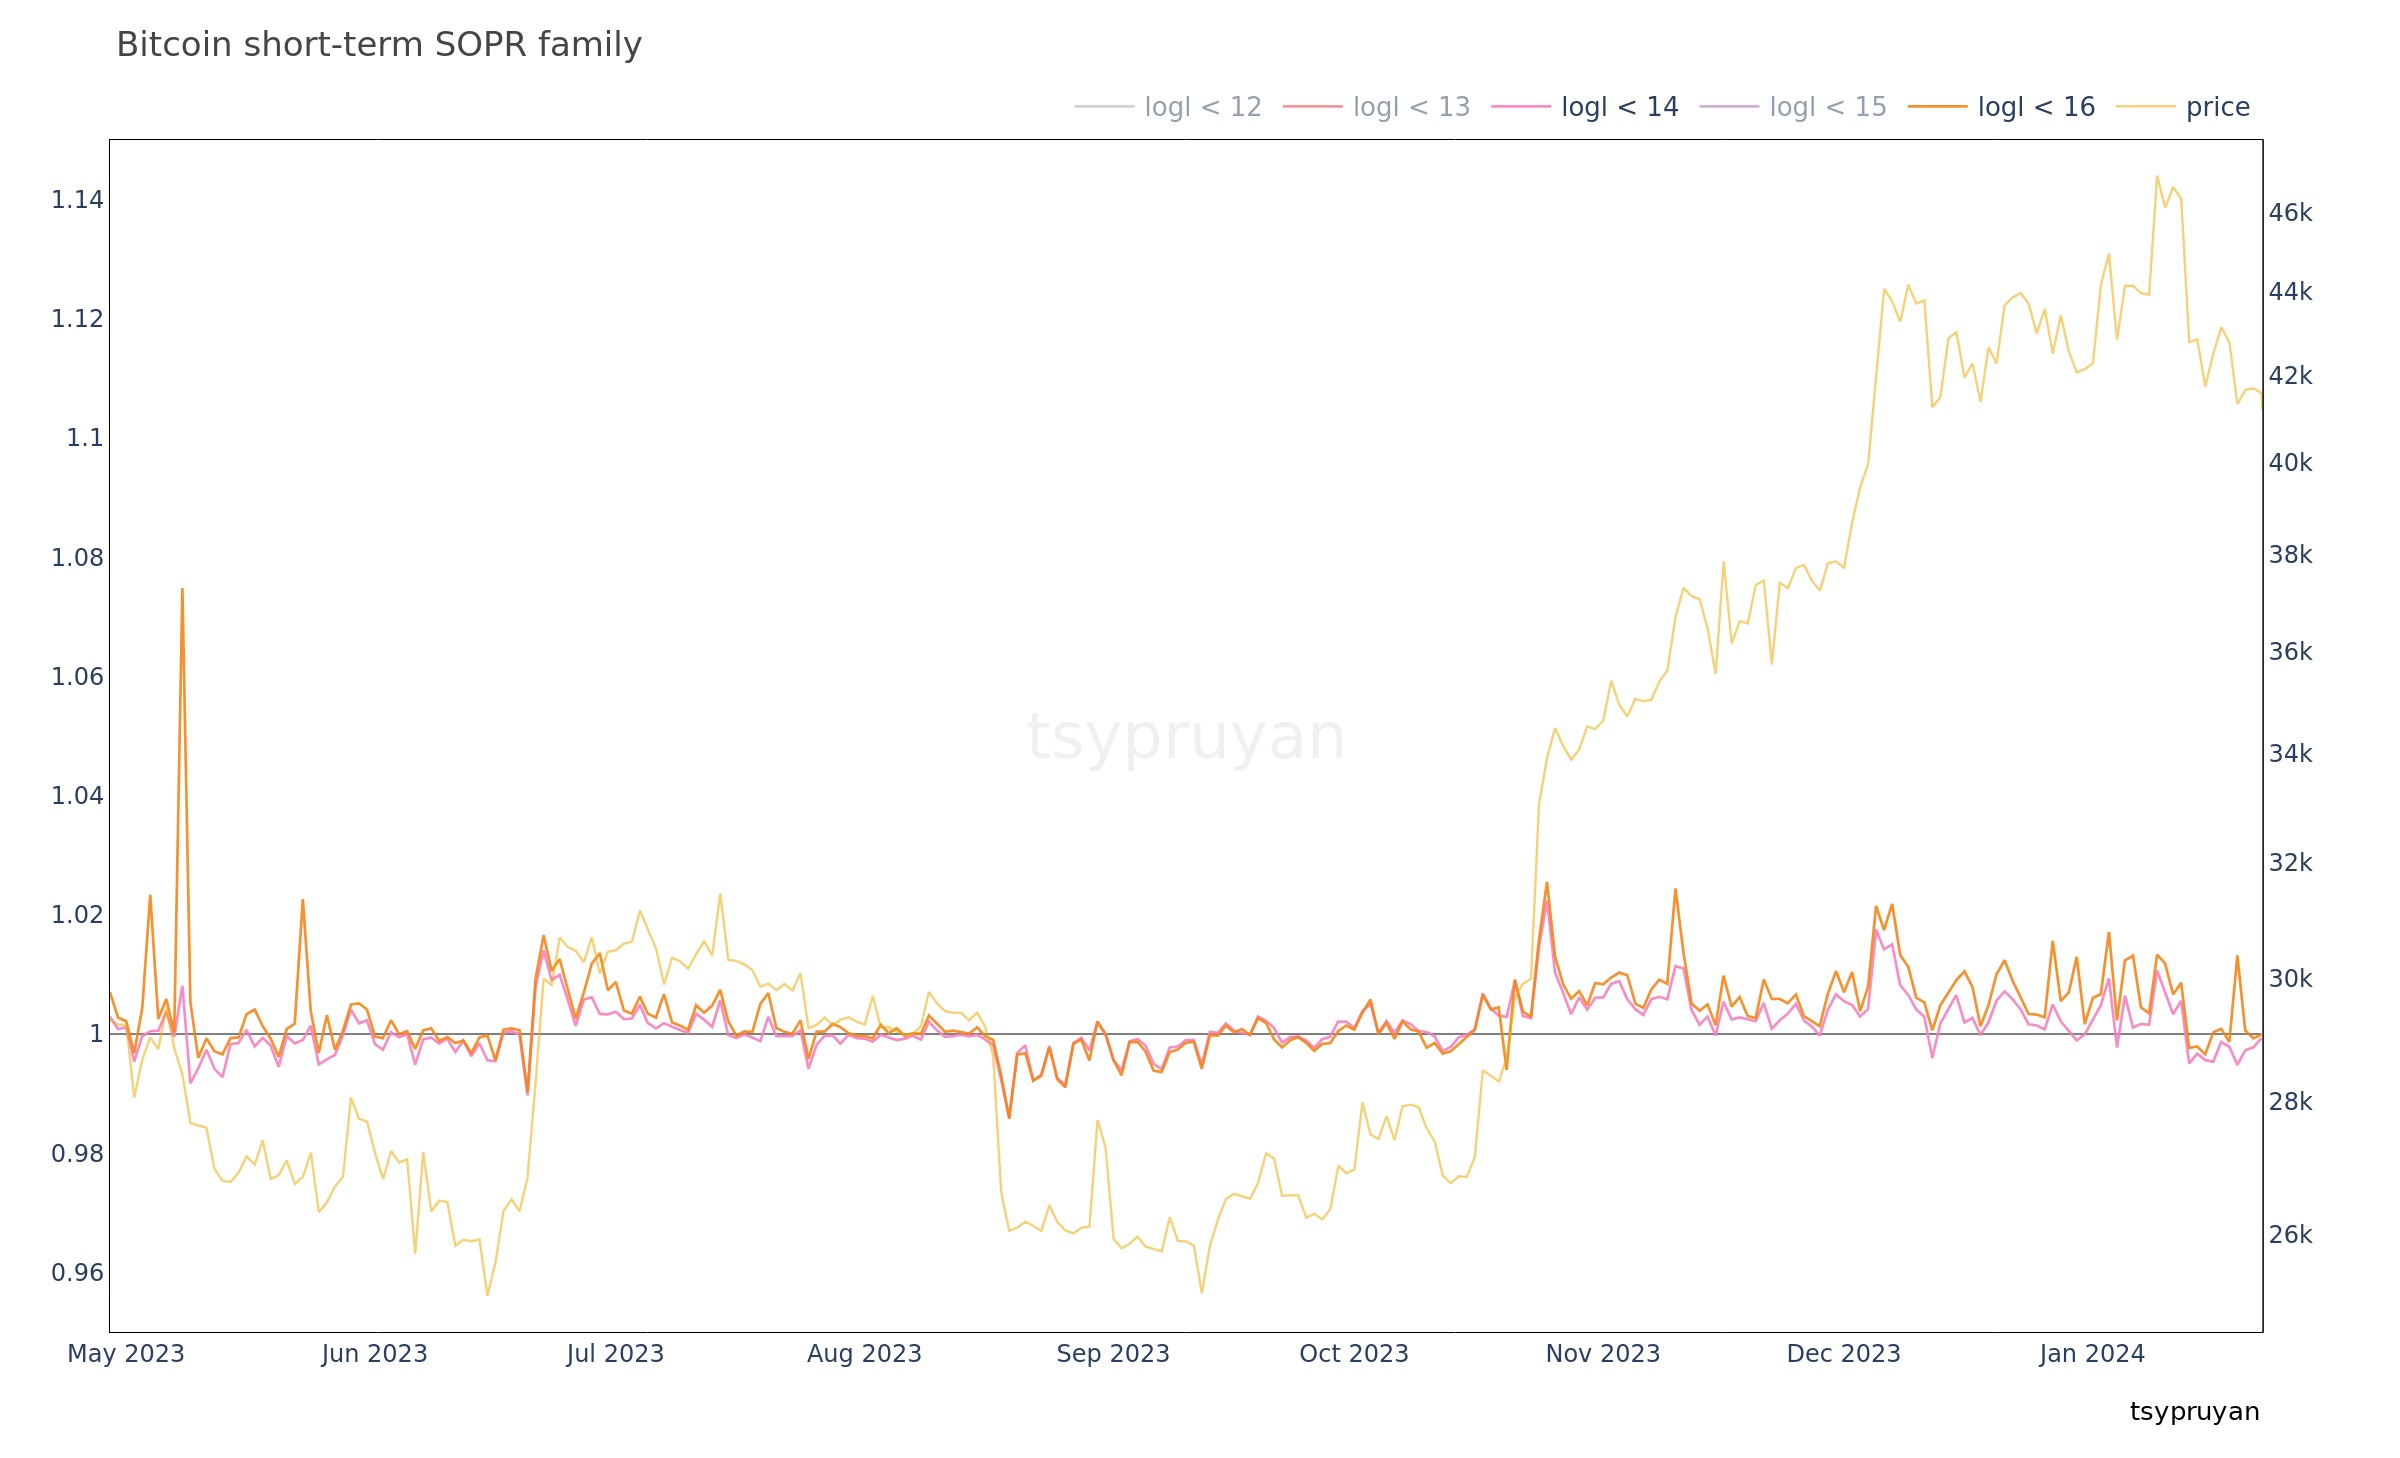 Bitcoin short-term SOPR family
logl < 12 logl < 13 logl < 14 logl < 15 logl < 16 price
1.14
1.12
1.1
1.08
1.06
1.04
1.02
1
0.98
0.96
46k
44k
42k
40k
38k
36k
34k
32k
30k
28k
26k
tsypruyan
May 2023 Jun 2023 Jul 2023 Aug 2023 Sep 2023 Oct 2023 Nov 2023 Dec 2023 Jan 2024
tsypruyan